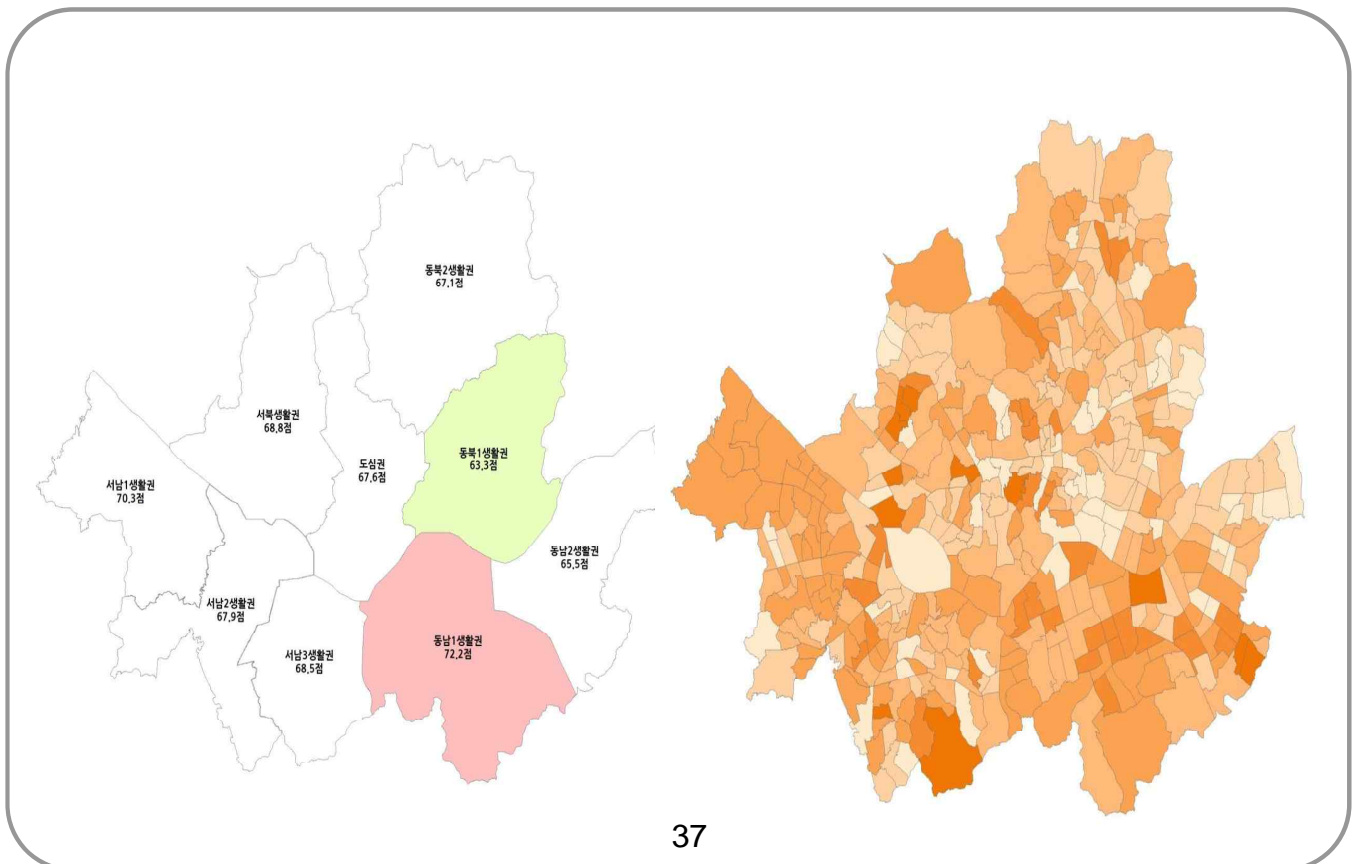 동북2생활권
67.1점
서북생활권
68.8점
도심권
67.6점
동북1생활권
63.3점
서남1생활권
70.3점
동남2생활권
65.5점
서남2생활권
67.9점
동남1생활권
72.2점
서남3생활권
68.5점
37